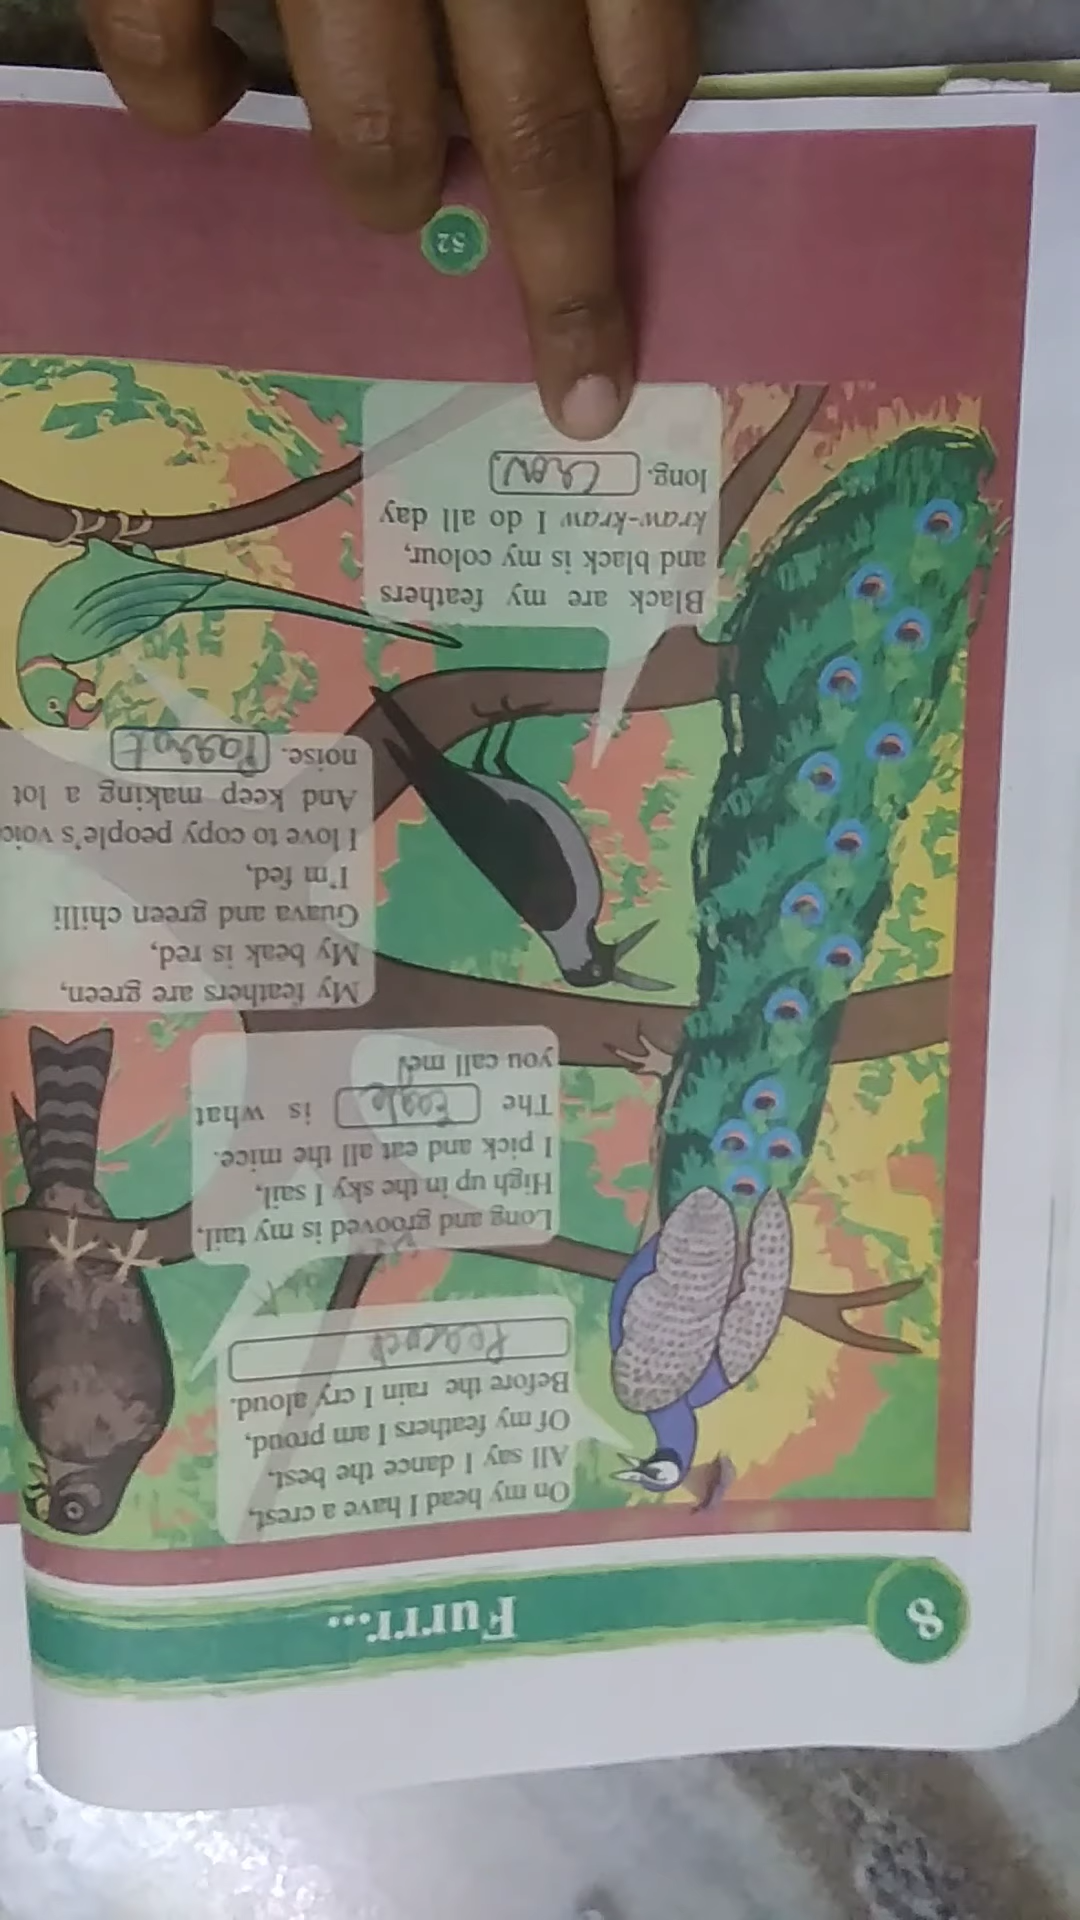 8
Furrr...
On my head I have a crest,
All say I dance the best,
Of my feathers I am proud,
Before the rain I cry aloud.
Peacock
Long and grooved is my tail,
High up in the sky I sail,
I pick and eat all the mice.
The Eagle is what
you call me!
My feathers are green,
My beak is red,
Guava and green chilli
I'm fed,
I love to copy people's
And keep making a lot
noise. Parrot
Black are my feathers
and black is my colour,
kraw-kraw I do all day
long. Crow.
52